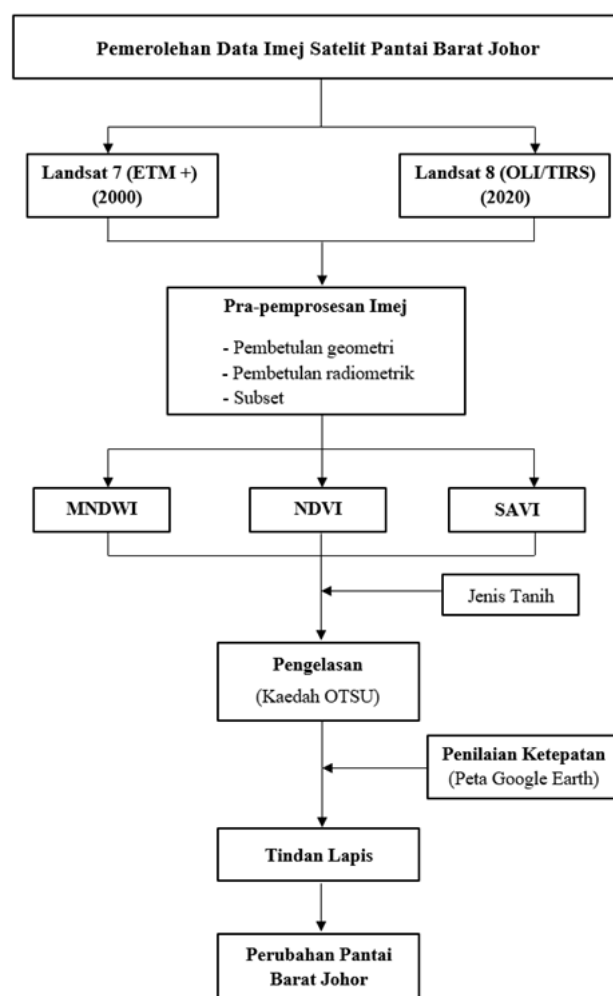 Pemerolehan Data Imej Satelit Pantai Barat Johor
Landsat 7 (ETM +)
(2000)
Landsat 8 (OLI/TIRS)
(2020)
Pra-pemprosesan Imej
- Pembetulan geometri
- Pembetulan radiometrik
- Subset
MNDWI
NDVI
SAVI
Jenis Tanih
Pengelasan
(Kaedah OTSU)
Penilaian Ketepatan
(Peta Google Earth)
Tindan Lapis
Perubahan Pantai
Barat Johor